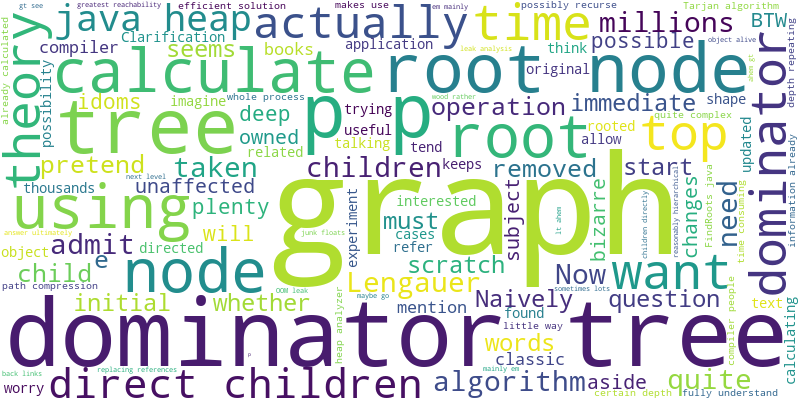 gt see
greatest reachability
makes use
em mainly
possibly recurse
Tarjan algorithm
java heap
actually
time
millions
BTW
already calculated
Clarification
efficient solution
leak analysis
object alive
depth repeating
theory
compiler
seems
books
application
possible
think
ahem gt
calculate
root node
dominator
possibility
idoms
imagine
whole process
original
operation
immediate
shape
tree
p p
deep
trying
useful
wood rather
root
quite complex
rooted
top
owned
related
talking
tend
allow
updated
information already
pretend
taken
children
keeps
removed
start
thousands
next level
unaffected
graph
interested
children directly
reasonably hierarchical
changes
FindRoots java
time consuming
using
plenty
must
experiment
lt ahem
subject
bizarre
need
answer ultimately
admit
directed
junk floats
cases
refer
scratch
object
e
will
child
node
want
path compression
OOM leak
maybe go
sometimes lots
Now
question
text
compiler people
calculating
initial
whether
heap analyzer
Lengauer
mention
Naively
found
little way
words
classic
dominator tree
p
back links
replacing references
mainly em
worry
direct children
algorithm
aside
quite
certain depth
fully understand